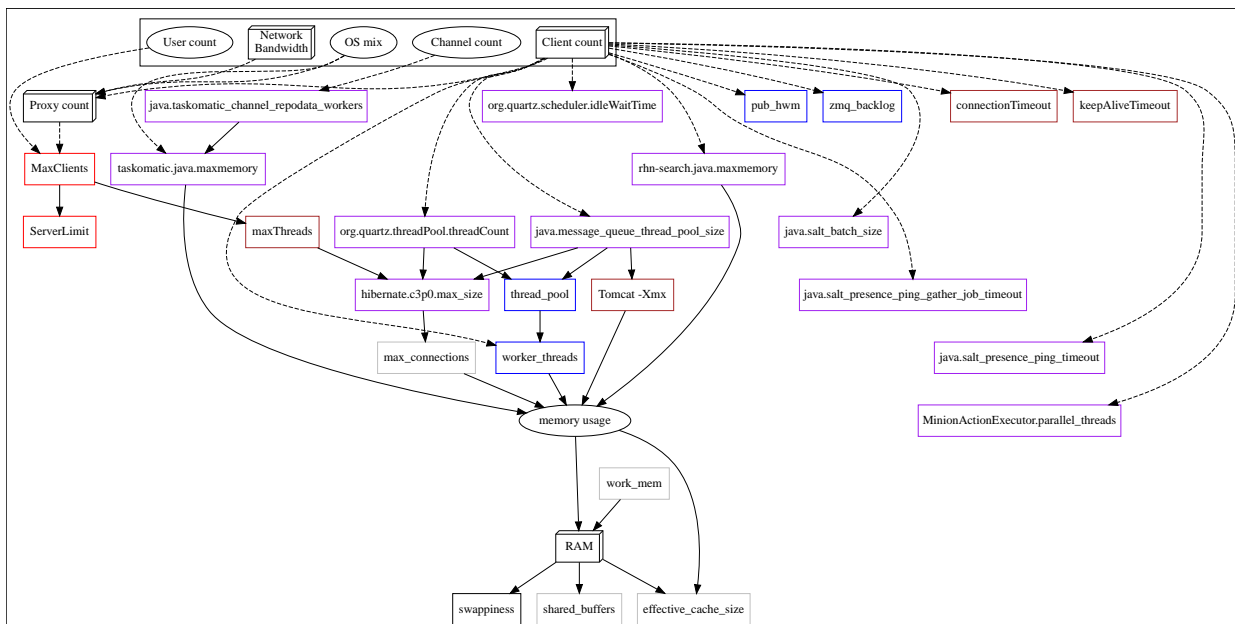 User count
Network
Bandwidth
OS mix
Channel count
Client count
Proxy count
java.taskomatic_channel_repodata_workers
org.quartz.scheduler.idleWaitTime
pub_hwm
zmq_backlog
connectionTimeout
keepAliveTimeout
MaxClients
taskomatic.java.maxmemory
rhn-search.java.maxmemory
ServerLimit
maxThreads
org.quartz.threadPool.threadCount
java.message_queue_thread_pool_size
java.salt_batch_size
hibernate.c3p0.max_size
thread_pool
Tomcat -Xmx
java.salt_presence_ping_gather_job_timeout
max_connections
worker_threads
java.salt_presence_ping_timeout
memory usage
MinionActionExecutor.parallel_threads
work_mem
RAM
swappiness
shared_buffers
effective_cache_size